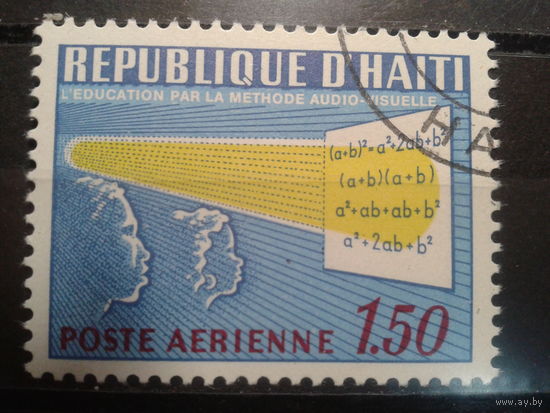 REPUBLIQUE D'HAITI
L'EDUCATION PAR LA METHODE AUDIO-VISUELLE
(a+b)²=a²+2ab+b²
(a+b)(a+b)
a²+ab+ab+b²
a²+2ab+b²
POSTE AERIENNE 1.50
HA
www.ay.by